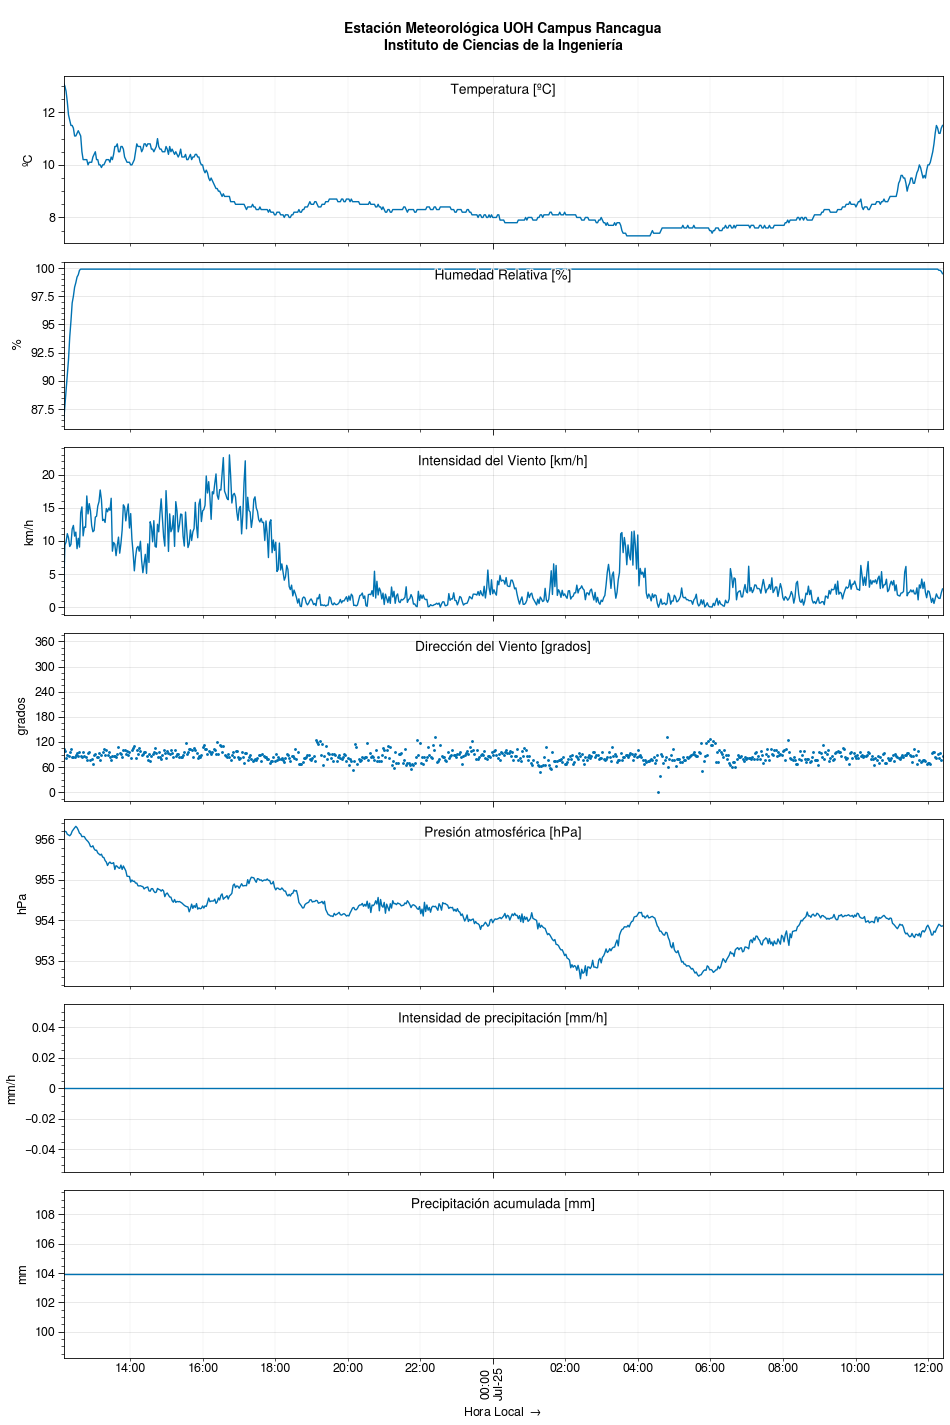 Estación Meteorológica UOH Campus Rancagua
Instituto de Ciencias de la Ingeniería
Temperatura [ºC]
12
10
8
ºC
Humedad Relativa [%]
100
97.5
95
92.5
90
87.5
%
Intensidad del Viento [km/h]
20
15
10
5
0
km/h
Dirección del Viento [grados]
360
300
240
180
120
60
0
grados
Presión atmosférica [hPa]
956
955
954
953
hPa
Intensidad de precipitación [mm/h]
0.04
0.02
0
−0.02
−0.04
mm/h
Precipitación acumulada [mm]
108
106
104
102
100
mm
14:00 16:00 18:00 20:00 22:00 00:00 02:00 04:00 06:00 08:00 10:00 12:00
Jul-25
Hora Local →